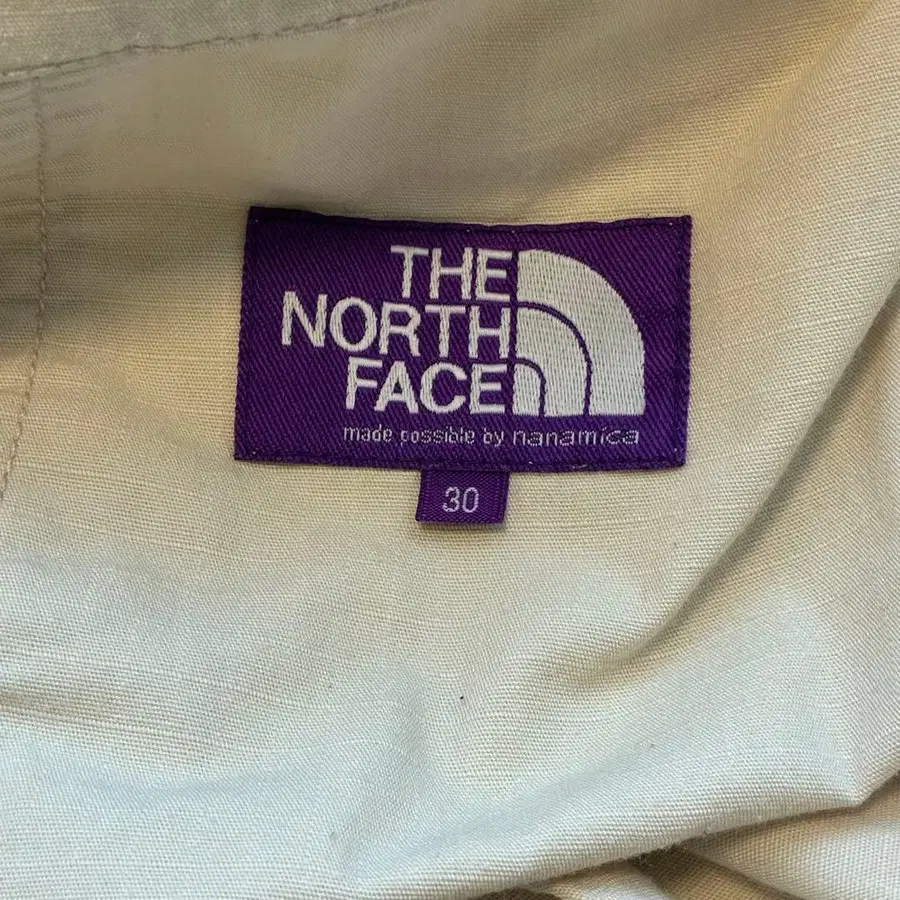 THE
NORTH
FACE
made possible by nanamica
30